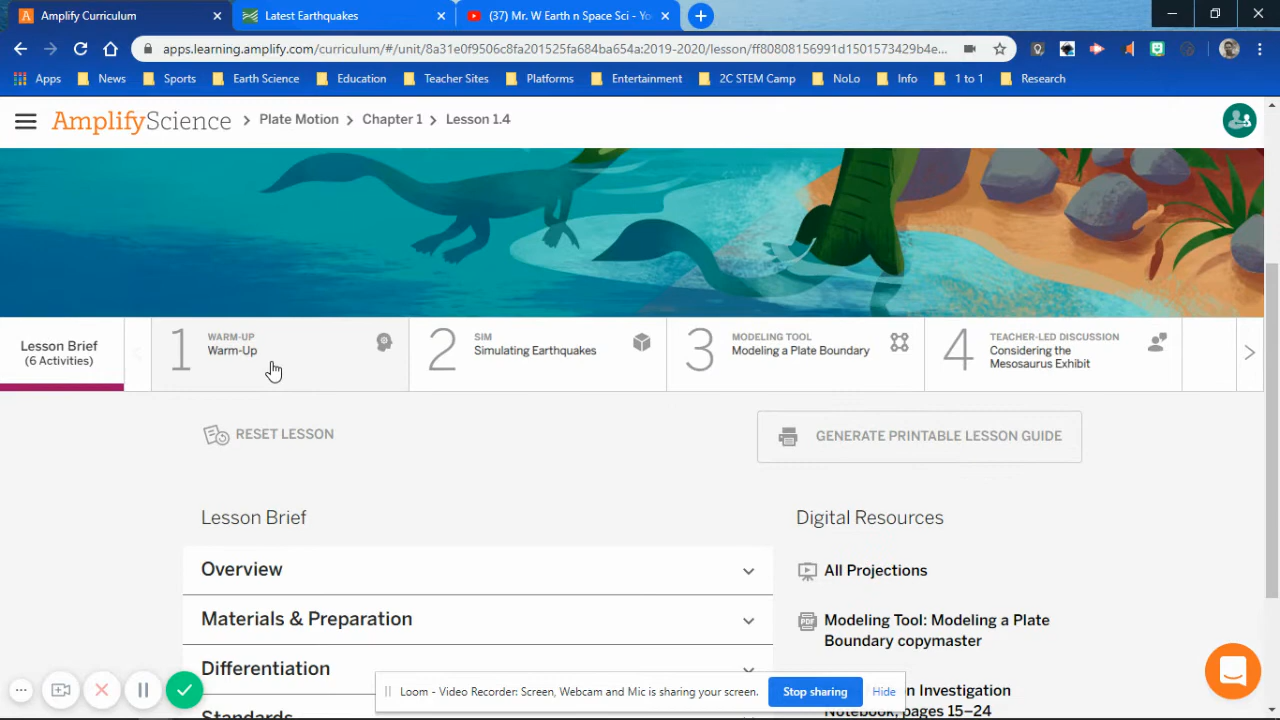 Amplify Curriculum
Latest Earthquakes
(37) Mr. W Earth n Space Sci - Yo
apps.learning.amplify.com/curriculum/#/unit/8a31e0f9506c8fa201525fa684ba654a:2019-2020/lesson/ff80808156991d1501573429b4e...
Apps News Sports Earth Science Education Teacher Sites Platforms Entertainment 2C STEM Camp NoLo Info 1 to 1 Research
AmplifyScience > Plate Motion > Chapter 1 > Lesson 1.4
Lesson Brief
(6 Activities)
1 WARM-UP
Warm-Up
2 SIM
Simulating Earthquakes
3 MODELING TOOL
Modeling a Plate Boundary
4 TEACHER-LED DISCUSSION
Considering the
Mesosaurus Exhibit
RESET LESSON
GENERATE PRINTABLE LESSON GUIDE
Lesson Brief
Overview
Materials & Preparation
Differentiation
Standards
Digital Resources
All Projections
PDF Modeling Tool: Modeling a Plate
Boundary copymaster
n Investigation
Notebook, pages 15–24
Loom - Video Recorder: Screen, Webcam and Mic is sharing your screen.
Stop sharing
Hide